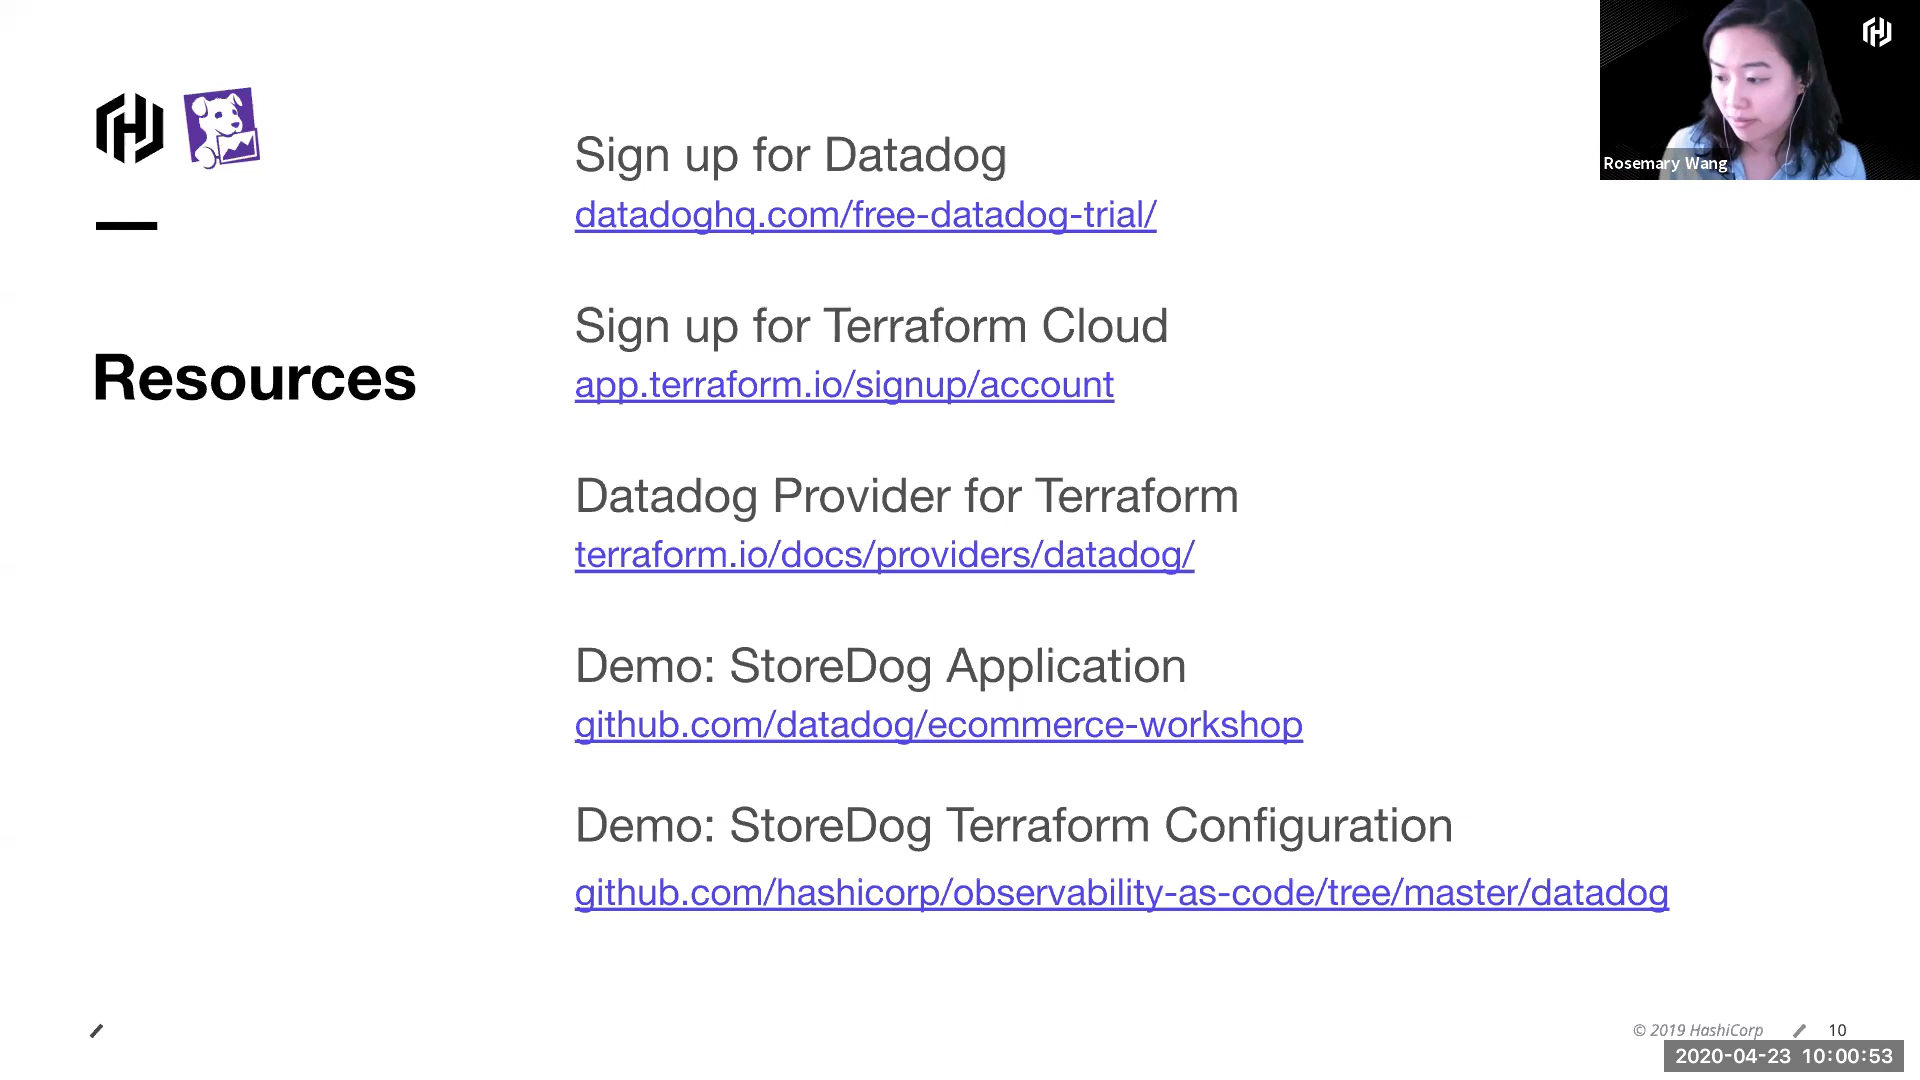 Rosemary Wang
Resources
Sign up for Datadog
datadoghq.com/free-datadog-trial/
Sign up for Terraform Cloud
app.terraform.io/signup/account
Datadog Provider for Terraform
terraform.io/docs/providers/datadog/
Demo: StoreDog Application
github.com/datadog/ecommerce-workshop
Demo: StoreDog Terraform Configuration
github.com/hashicorp/observability-as-code/tree/master/datadog
© 2019 HashiCorp
10
2020-04-23 10:00:53